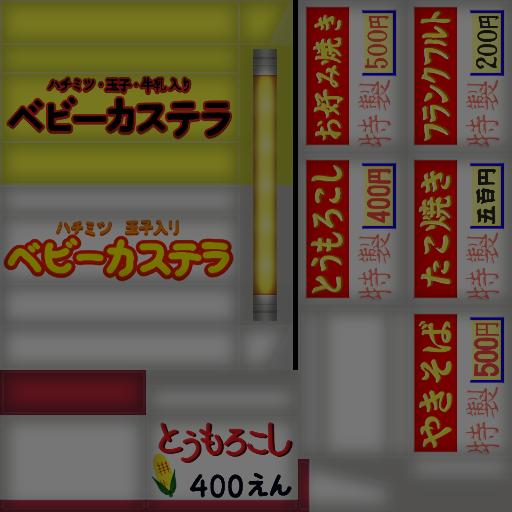 ハチミツ・玉子・牛乳入り
ベビーカステラ
ハチミツ 玉子入り
ベビーカステラ
とうもろこし
400えん
お好み焼き
特製
500円
フランクフルト
特製
200円
とうもろこし
特製
400円
たこ焼き
特製
五百円
やきそば
特製
500円